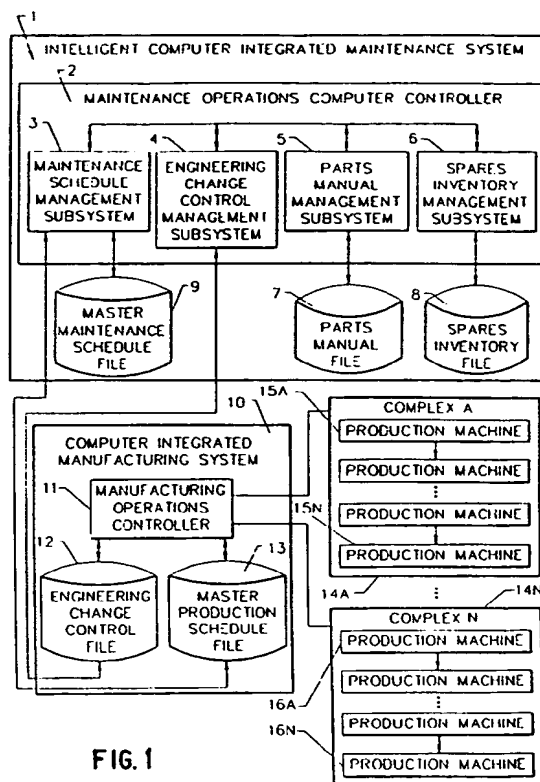 1
INTELLIGENT COMPUTER INTEGRATED MAINTENANCE SYSTEM
2
MAINTENANCE OPERATIONS COMPUTER CONTROLLER
3
MAINTENANCE
SCHEDULE
MANAGEMENT
SUBSYSTEM
4
ENGINEERING
CHANGE
CONTROL
MANAGEMENT
SUBSYSTEM
5
PARTS
MANUAL
MANAGEMENT
SUBSYSTEM
6
SPARES
INVENTORY
MANAGEMENT
SUBSYSTEM
9
MASTER
MAINTENANCE
SCHEDULE
FILE
7
PARTS
MANUAL
FILE
8
SPARES
INVENTORY
FILE
10
COMPUTER INTEGRATED
MANUFACTURING SYSTEM
11
MANUFACTURING
OPERATIONS
CONTROLLER
12
ENGINEERING
CHANGE
CONTROL
FILE
13
MASTER
PRODUCTION
SCHEDULE
FILE
15A
COMPLEX A
PRODUCTION MACHINE
PRODUCTION MACHINE
PRODUCTION MACHINE
15N
PRODUCTION MACHINE
14A
14N
COMPLEX N
PRODUCTION MACHINE
16A
PRODUCTION MACHINE
PRODUCTION MACHINE
16N
PRODUCTION MACHINE
FIG. 1